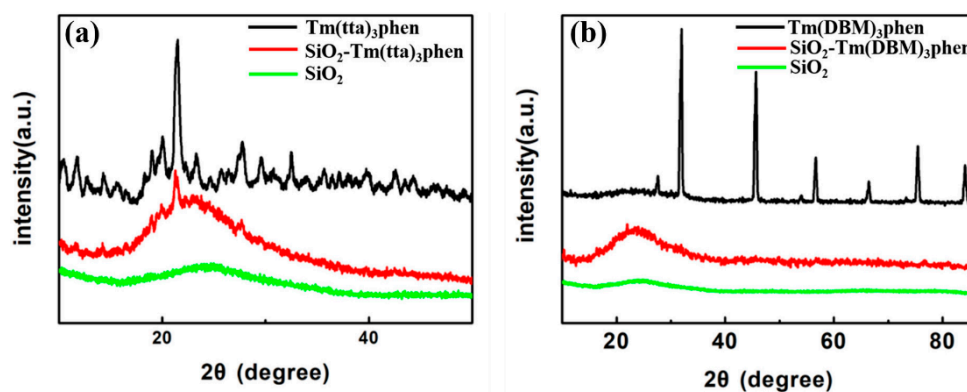 (a)
Tm(tta)₃phen
SiO₂-Tm(tta)₃phen
SiO₂
intensity(a.u.)
20
40
2θ (degree)
(b)
Tm(DBM)₃phen
SiO₂-Tm(DBM)₃phen
SiO₂
intensity(a.u.)
20
40
60
80
2θ (degree)